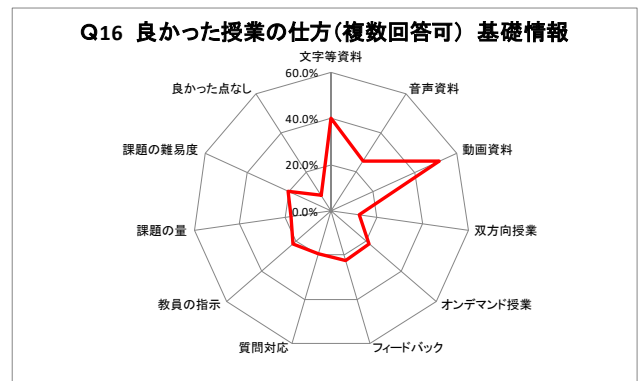 Q16 良かった授業の仕方(複数回答可) 基礎情報
文字等資料
60.0%
良かった点なし
音声資料
40.0%
課題の難易度
動画資料
20.0%
0.0%
課題の量
双方向授業
教員の指示
オンデマンド授業
質問対応
フィードバック